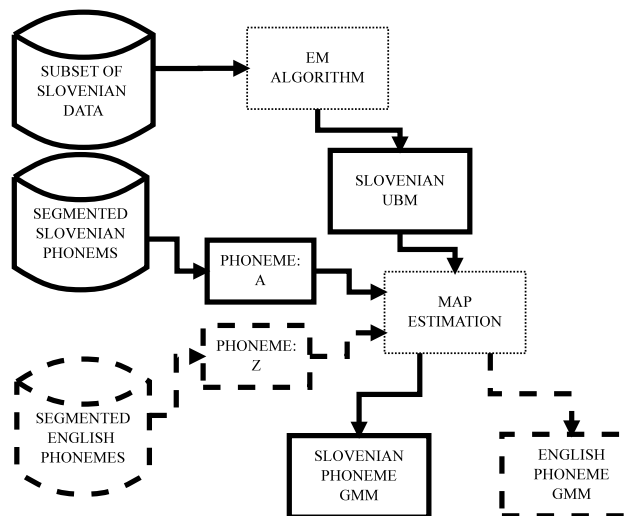 SUBSET OF
SLOVENIAN
DATA
EM
ALGORITHM
SLOVENIAN
UBM
SEGMENTED
SLOVENIAN
PHONEMS
PHONEME:
A
MAP
ESTIMATION
PHONEME:
Z
SEGMENTED
ENGLISH
PHONEMES
SLOVENIAN
PHONEME
GMM
ENGLISH
PHONEME
GMM